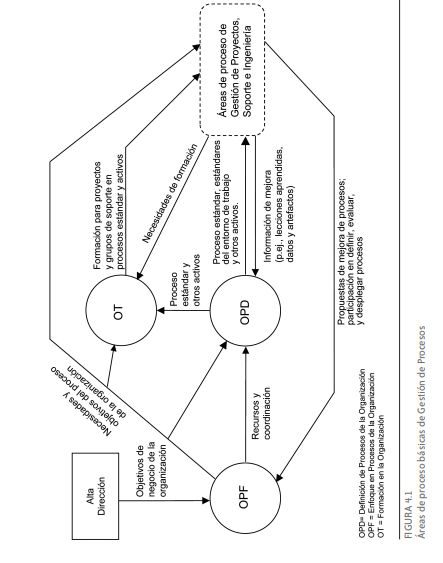 Alta
Dirección
Objetivos de
negocio de la
organización
OPF
Necesidades y
objetivos del proceso
de la organización
Recursos y
coordinación
OT
Proceso
estándar y
otros activos
OPD
Formación para proyectos
y grupos de soporte en
procesos estándar y activos
Necesidades de formación
Proceso estándar, estándares
del entorno de trabajo
y otros activos
Información de mejora
(p.ej., lecciones aprendidas,
datos y artefactos)
Áreas de proceso de
Gestión de Proyectos,
Soporte e Ingeniería
Propuestas de mejora de procesos;
participación en definir, evaluar,
y desplegar procesos
OPD= Definición de Procesos de la Organización
OPF = Enfoque en Procesos de la Organización
OT = Formación en la Organización
FIGURA 4.1
Áreas de proceso básicas de Gestión de Procesos